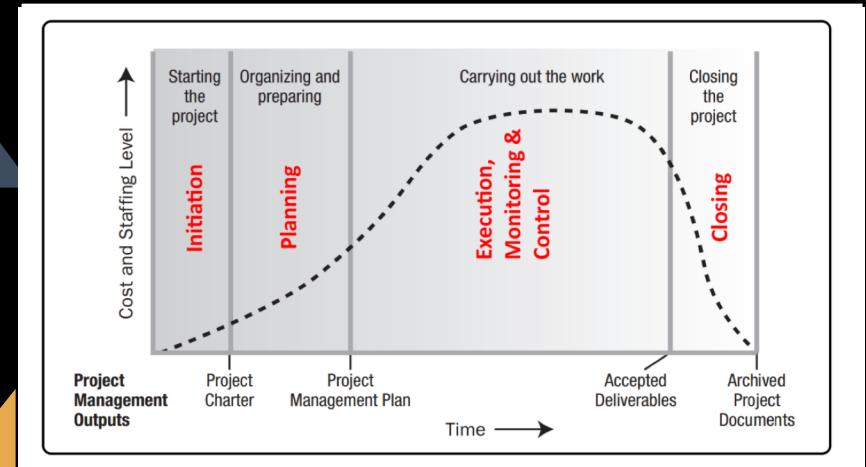 Starting
the
project
Organizing and
preparing
Carrying out the work
Closing
the
project
Cost and Staffing Level
Initiation
Planning
Execution,
Monitoring &
Control
Closing
Project
Management
Outputs
Project
Charter
Project
Management Plan
Accepted
Deliverables
Archived
Project
Documents
Time